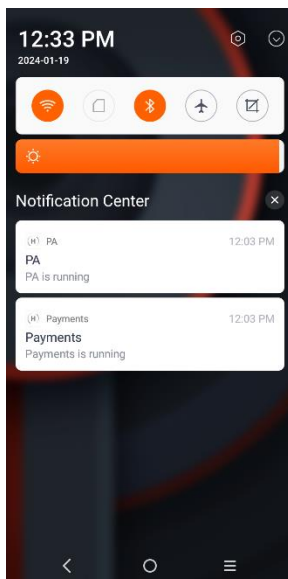 12:33 PM
2024-01-19
Notification Center
(H) PA 12:03 PM
PA
PA is running
(H) Payments 12:03 PM
Payments
Payments is running